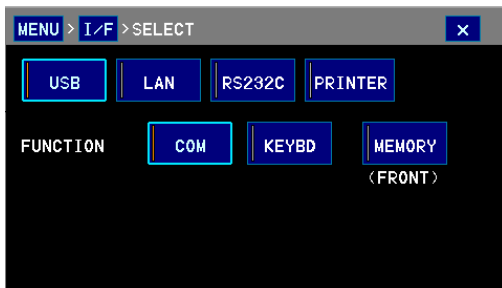 MENU > I/F >SELECT ×
USB LAN RS232C PRINTER
FUNCTION COM KEYBD MEMORY
(FRONT)